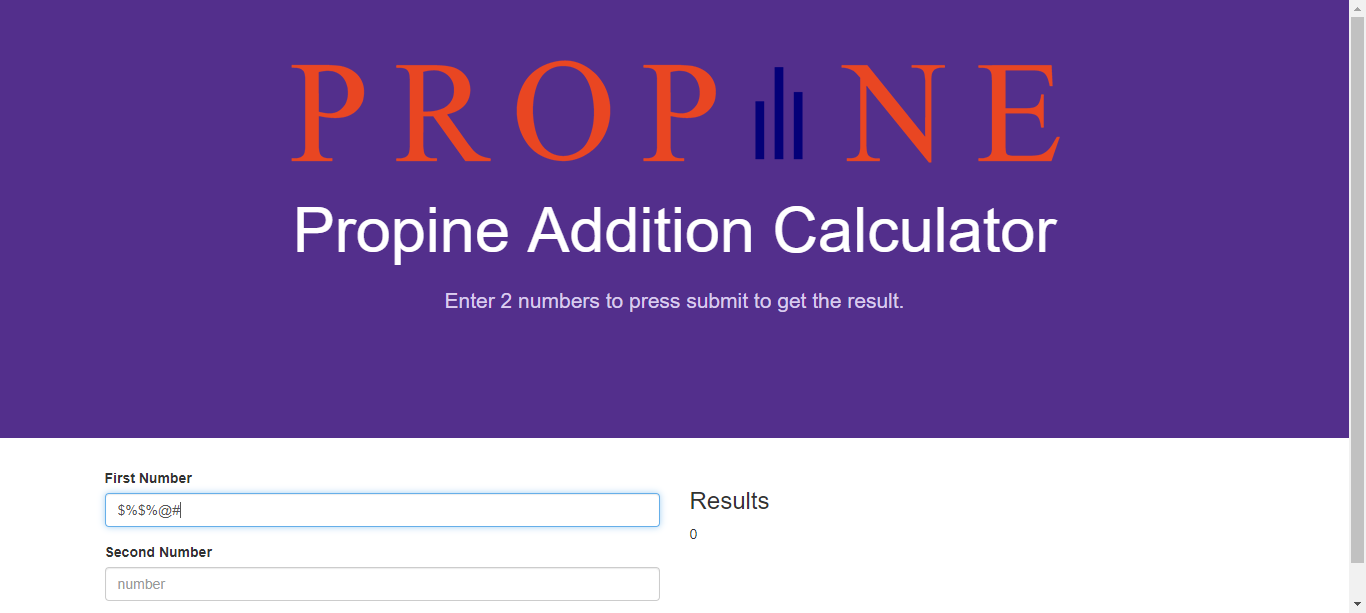 PROPINE
Propine Addition Calculator
Enter 2 numbers to press submit to get the result.
First Number
$%$%@#
Results
0
Second Number
number